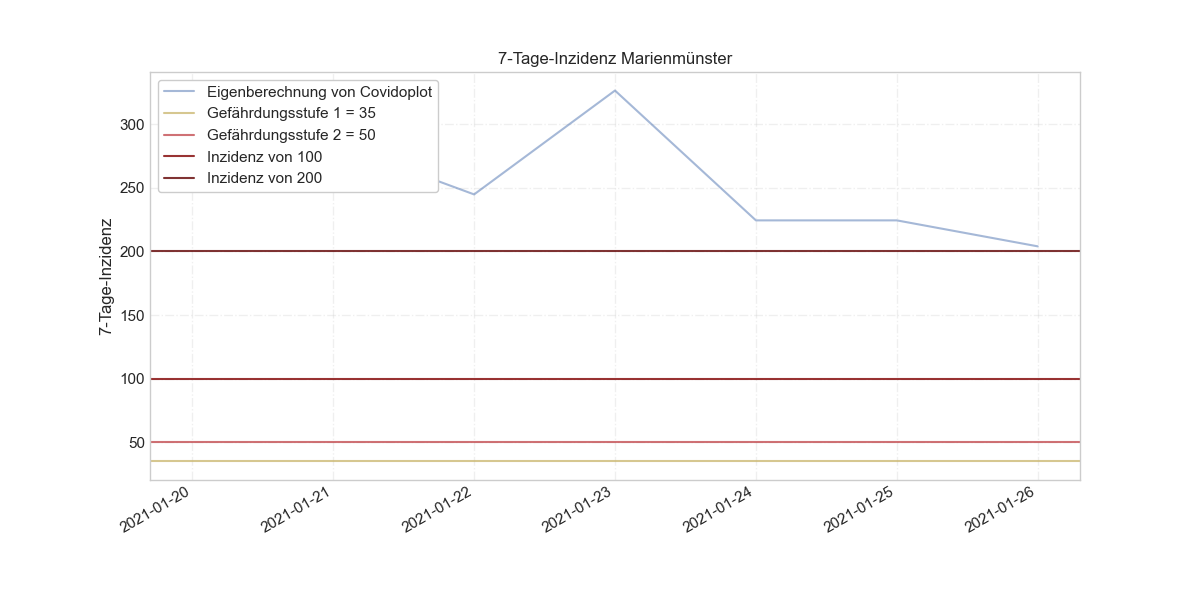 7-Tage-Inzidenz Marienmünster
Eigenberechnung von Covidoplot
Gefährdungsstufe 1 = 35
Gefährdungsstufe 2 = 50
Inzidenz von 100
Inzidenz von 200
7-Tage-Inzidenz
300
250
200
150
100
50
2021-01-20
2021-01-21
2021-01-22
2021-01-23
2021-01-24
2021-01-25
2021-01-26